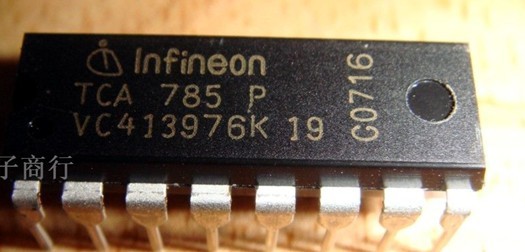 Infineon
TCA 785 P
VC413976K 19
C0716
子商行